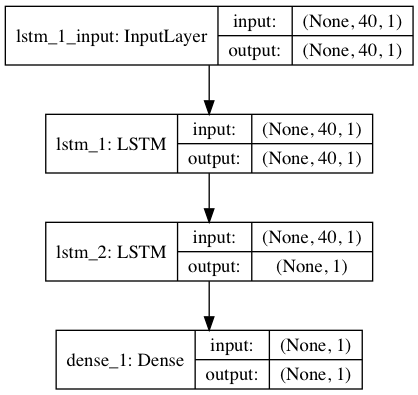 lstm_1_input: InputLayer
input: (None, 40, 1)
output: (None, 40, 1)
lstm_1: LSTM
input: (None, 40, 1)
output: (None, 40, 1)
lstm_2: LSTM
input: (None, 40, 1)
output: (None, 1)
dense_1: Dense
input: (None, 1)
output: (None, 1)